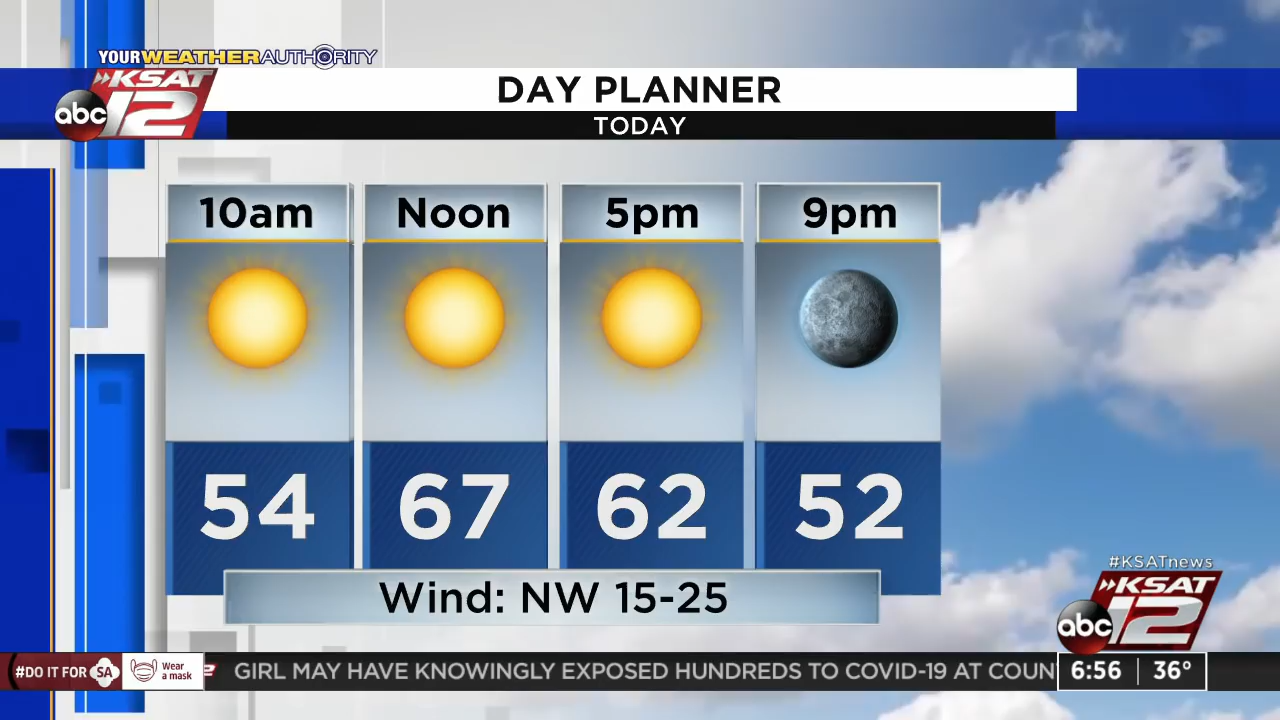 YOURWEATHERAUTHORITY
KSAT
abc 12
DAY PLANNER
TODAY
10am Noon 5pm 9pm
54 67 62 52
Wind: NW 15-25
#KSATnews
KSAT
abc 12
#DO IT FOR SA
Wear
a mask
GIRL MAY HAVE KNOWINGLY EXPOSED HUNDREDS TO COVID-19 AT COUN
6:56 36°